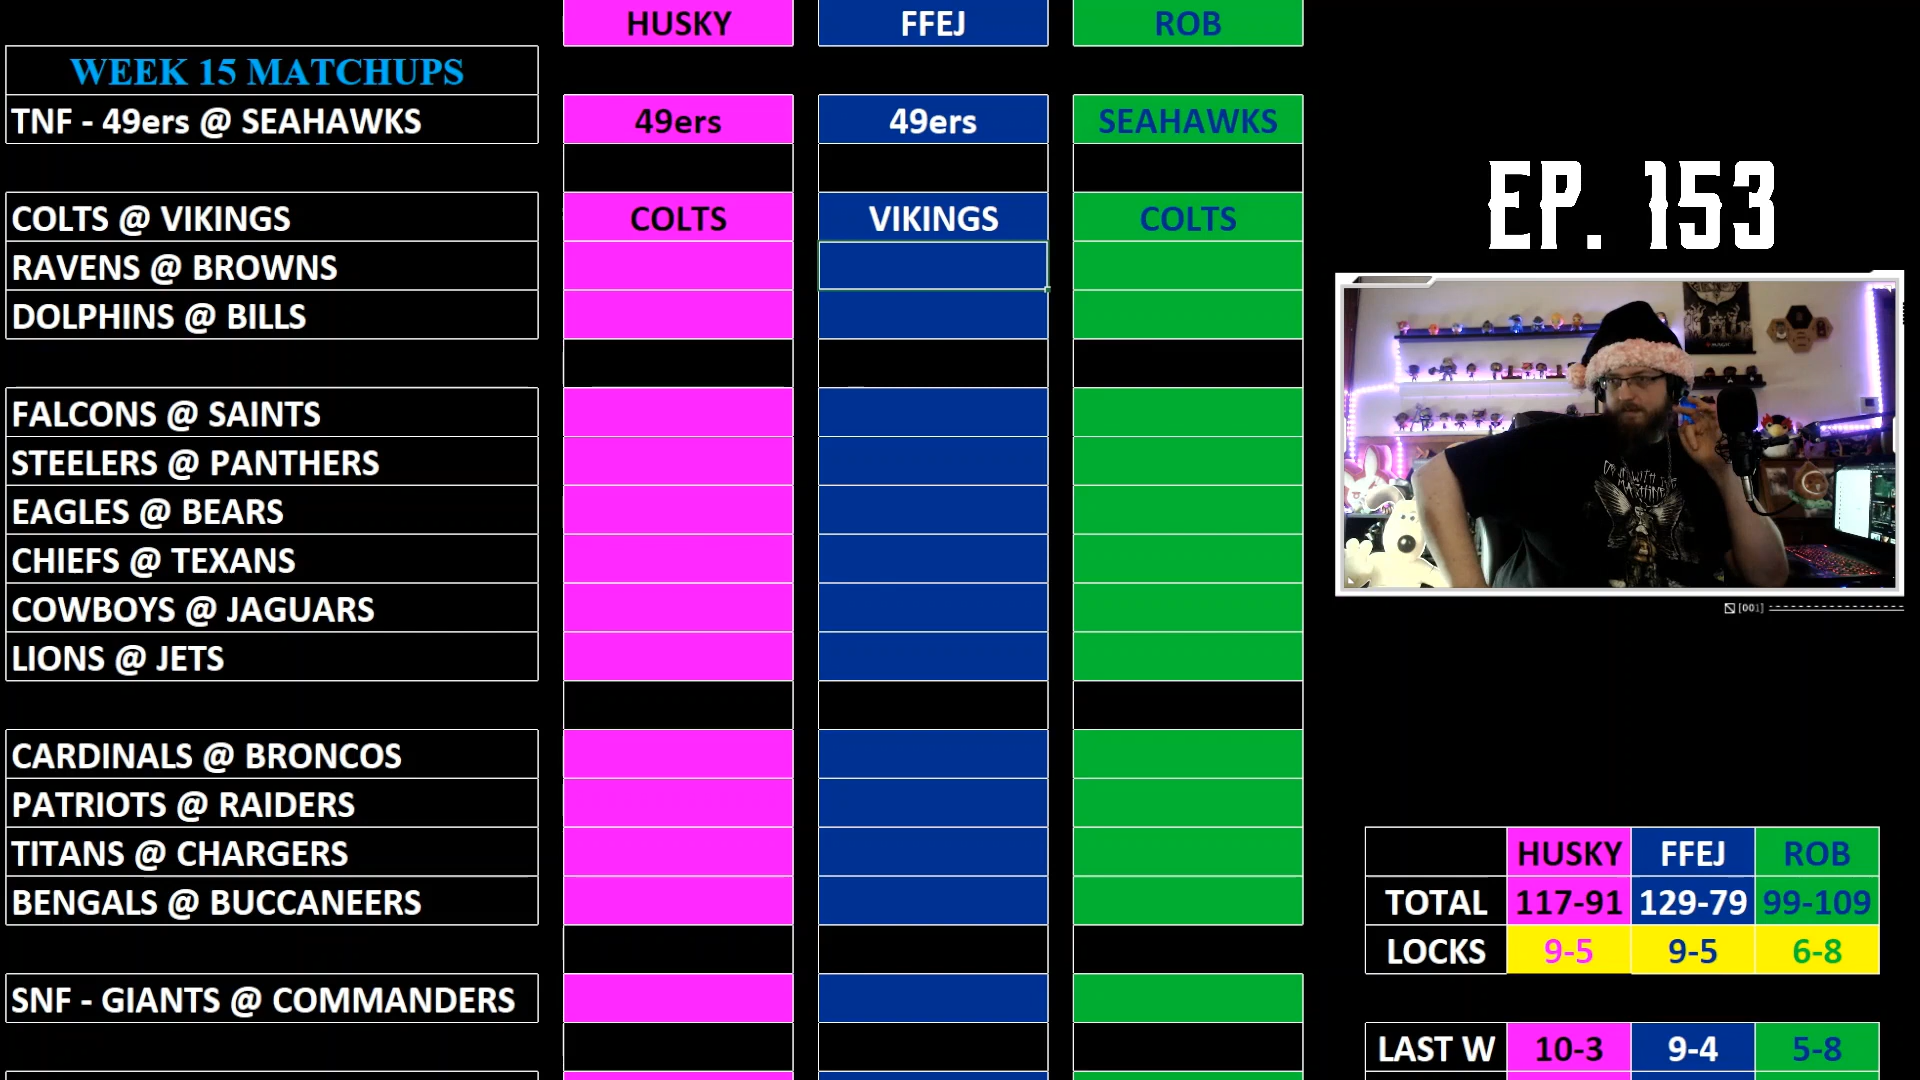 HUSKY FFEJ ROB
WEEK 15 MATCHUPS
TNF - 49ers @ SEAHAWKS 49ers 49ers SEAHAWKS
COLTS @ VIKINGS COLTS VIKINGS COLTS
RAVENS @ BROWNS
DOLPHINS @ BILLS
FALCONS @ SAINTS
STEELERS @ PANTHERS
EAGLES @ BEARS
CHIEFS @ TEXANS
COWBOYS @ JAGUARS
LIONS @ JETS
CARDINALS @ BRONCOS
PATRIOTS @ RAIDERS
TITANS @ CHARGERS
BENGALS @ BUCCANEERS
SNF - GIANTS @ COMMANDERS
EP. 153
[001]
HUSKY FFEJ ROB
TOTAL 117-91 129-79 99-109
LOCKS 9-5 9-5 6-8
LAST W 10-3 9-4 5-8